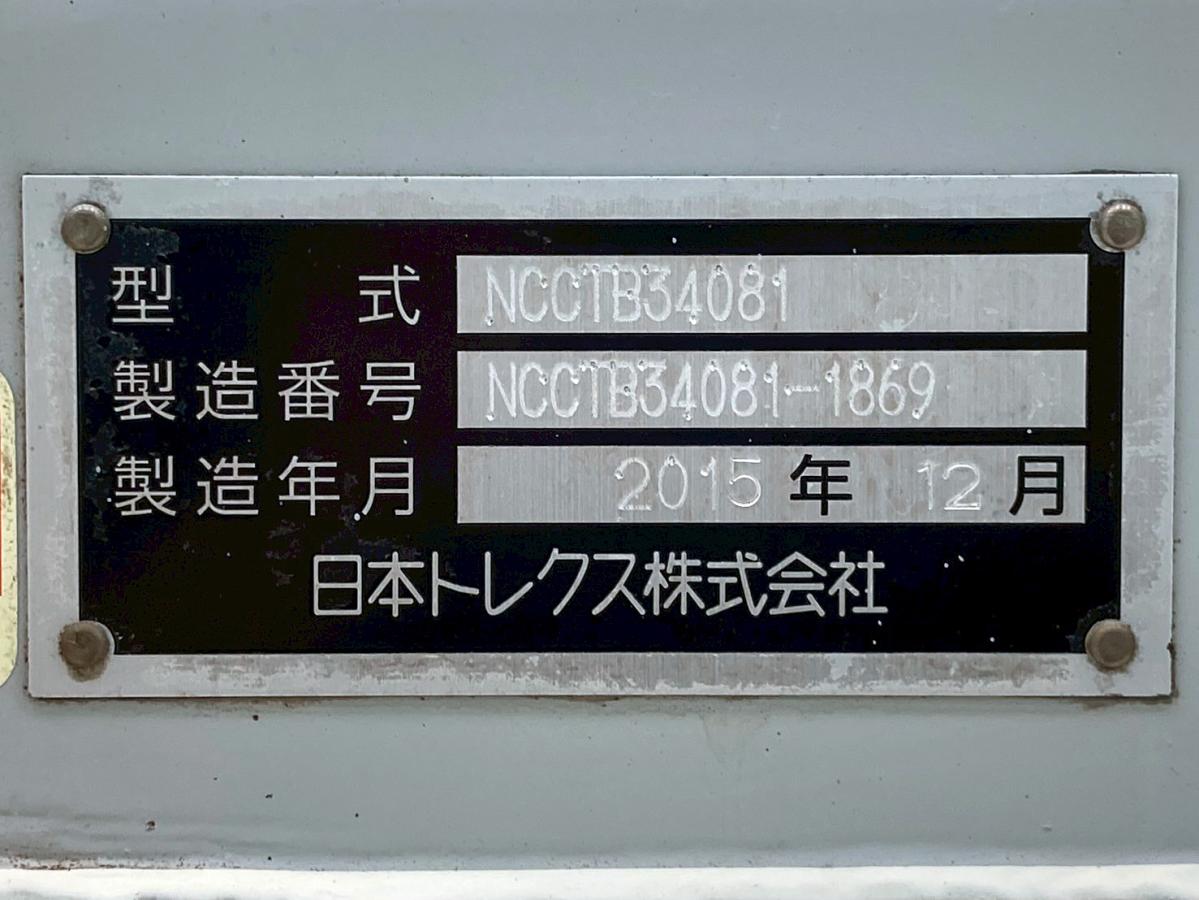 型式 NCCTB34081
製造番号 NCCTB34081-1869
製造年月 2015年 12月
日本トレクス株式会社